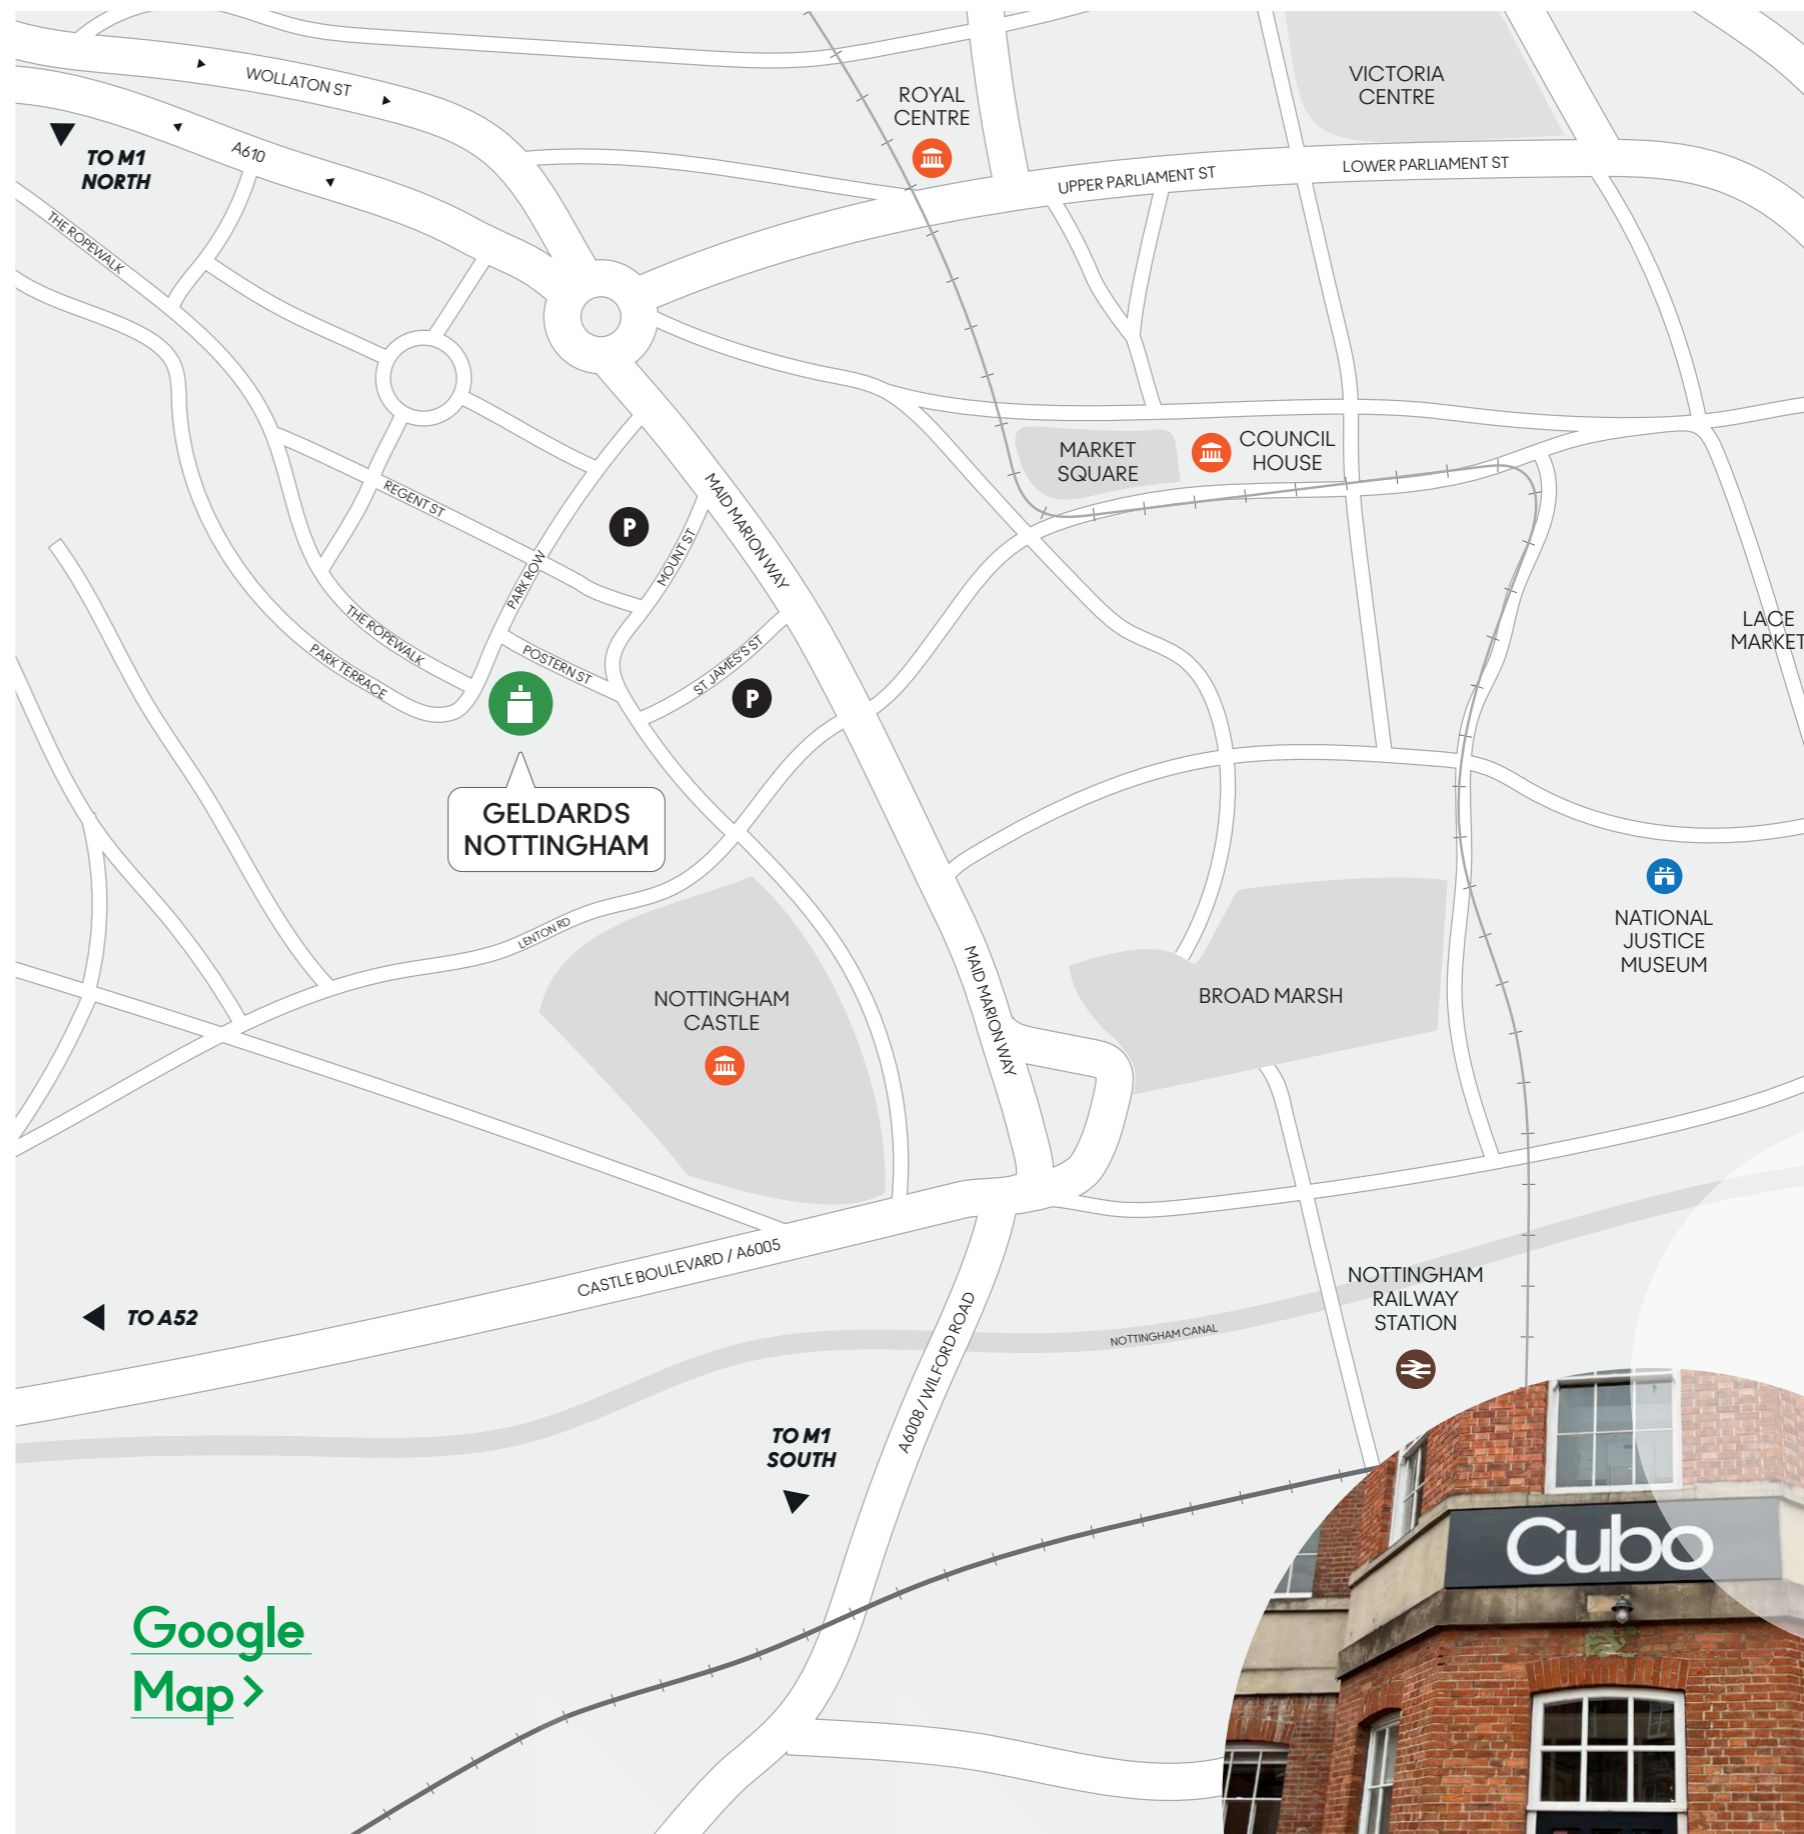 WOLLATON ST
A610
TO M1
NORTH
THE ROPEWALK
ROYAL
CENTRE
VICTORIA
CENTRE
UPPER PARLIAMENT ST
LOWER PARLIAMENT ST
MARKET
SQUARE
COUNCIL
HOUSE
REGENT ST
P
MAID MARION WAY
MOUNT ST
PARK ROW
THE ROPEWALK
PARK TERRACE
POSTERN ST
ST JAMES'S ST
P
LACE
MARKET
GELDARDS
NOTTINGHAM
LENTON RD
NOTTINGHAM
CASTLE
MAID MARION WAY
BROAD MARSH
NATIONAL
JUSTICE
MUSEUM
CASTLE BOULEVARD / A6005
TO A52
NOTTINGHAM
RAILWAY
STATION
NOTTINGHAM CANAL
A6008 / WILFORD ROAD
TO M1
SOUTH
Cubo
Google
Map >